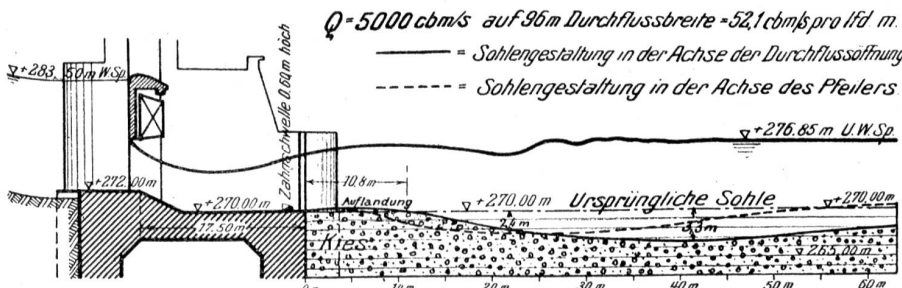 Q = 5000 cbm/s auf 96 m Durchflussbreite = 52,1 cbm/s pro lfd. m.
= Sohlengestaltung in der Achse der Durchflussöffnung
= Sohlengestaltung in der Achse des Pfeilers
+283,50 m W.Sp.
Zahnschwelle 0,60 m hoch
+276,85 m U.W.Sp.
+272,00 m
10,8 m
+270,00 m
Auflandung
+270,00 m
Ursprüngliche Sohle
+270,00 m
12,50 m
Kies
2,4 m
5,3 m
+265,00 m
0 m
10 m
20 m
30 m
40 m
50 m
60 m